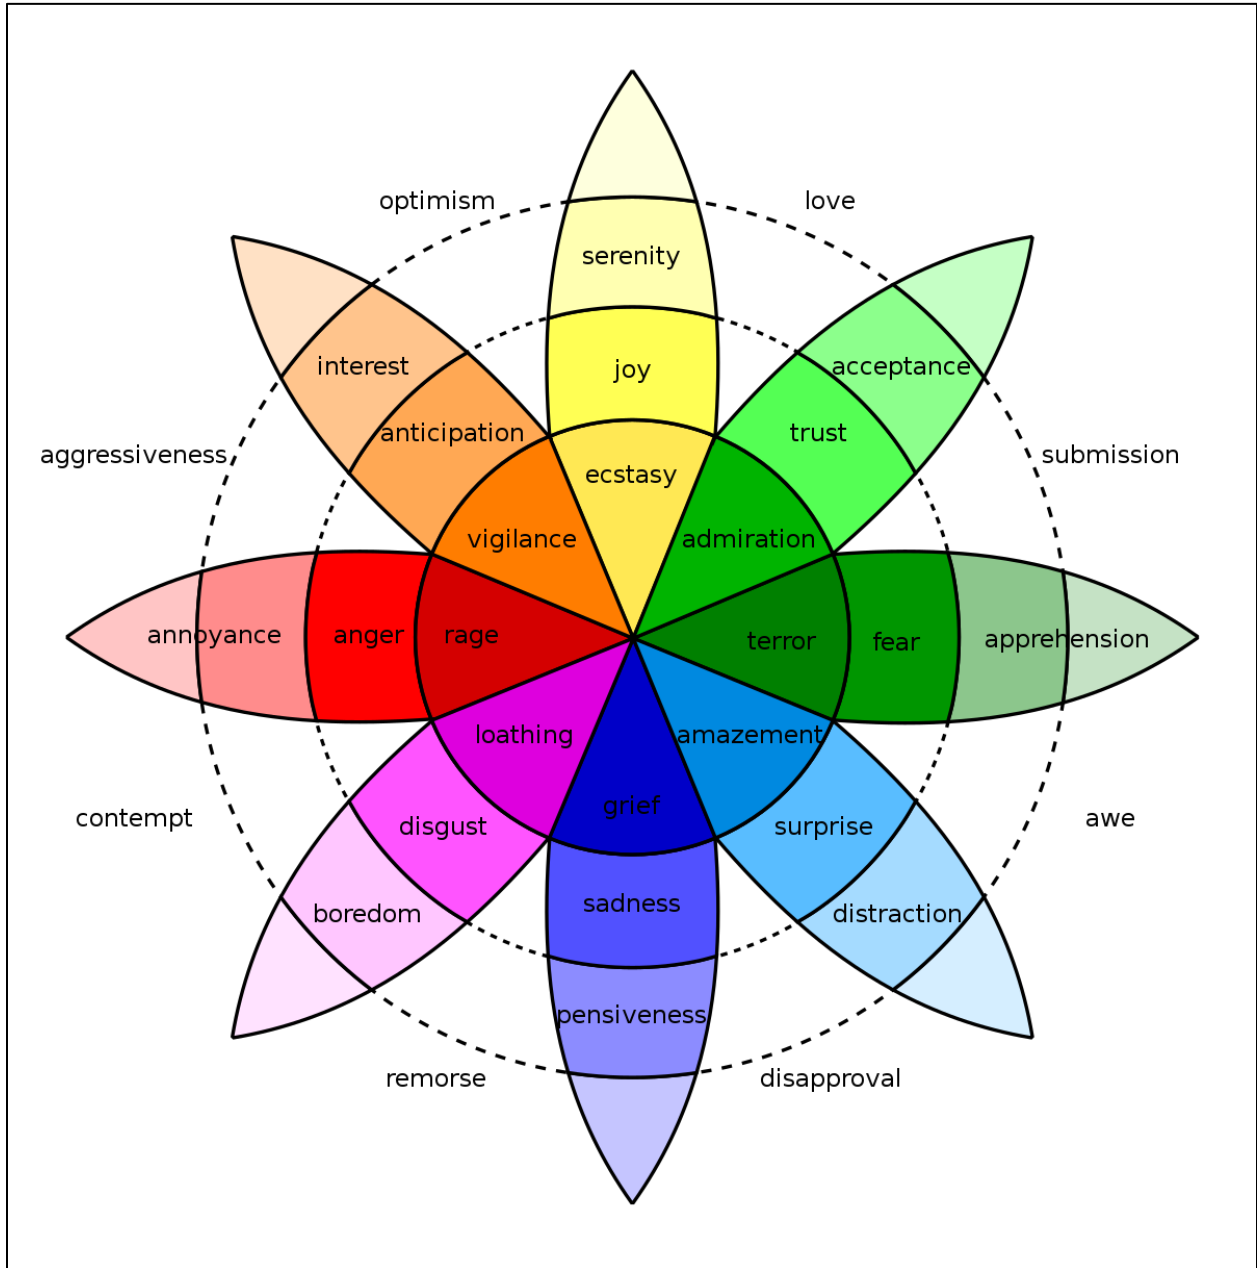 optimism
love
serenity
interest
joy
acceptance
anticipation
trust
aggressiveness
ecstasy
submission
vigilance
admiration
annoyance
anger
rage
terror
fear
apprehension
loathing
amazement
contempt
disgust
grief
surprise
awe
boredom
sadness
distraction
pensiveness
remorse
disapproval